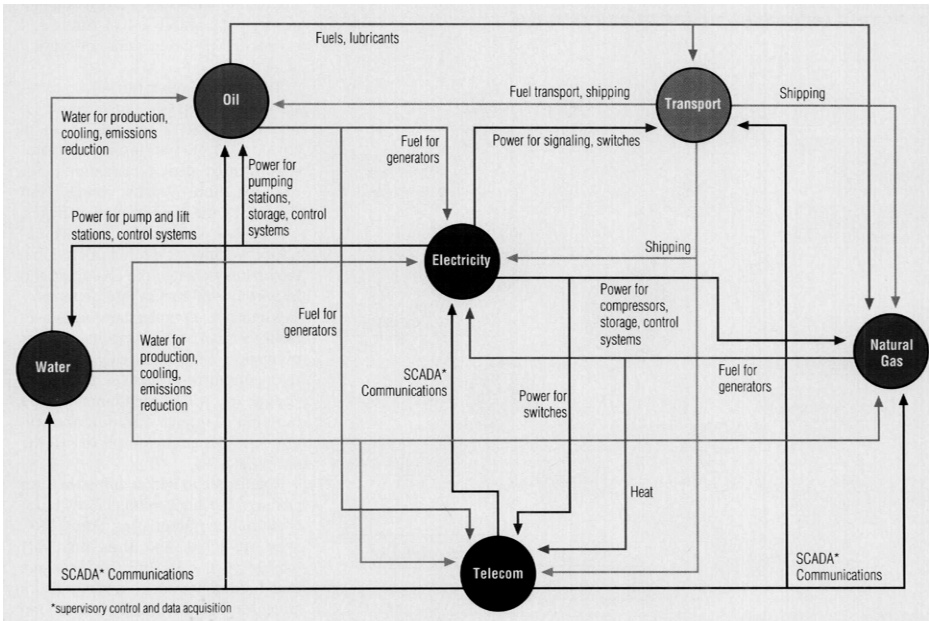 Fuels, lubricants
Oil
Fuel transport, shipping
Transport
Shipping
Water for production,
cooling, emissions
reduction
Fuel for
generators
Power for signaling, switches
Power for
pumping
stations,
storage, control
systems
Power for pump and lift
stations, control systems
Electricity
Shipping
Fuel for
generators
Power for
compressors,
storage, control
systems
Water
Water for
production,
cooling,
emissions
reduction
Natural
Gas
SCADA*
Communications
Power for
switches
Fuel for
generators
Heat
SCADA* Communications
Telecom
SCADA*
Communications
*supervisory control and data acquisition